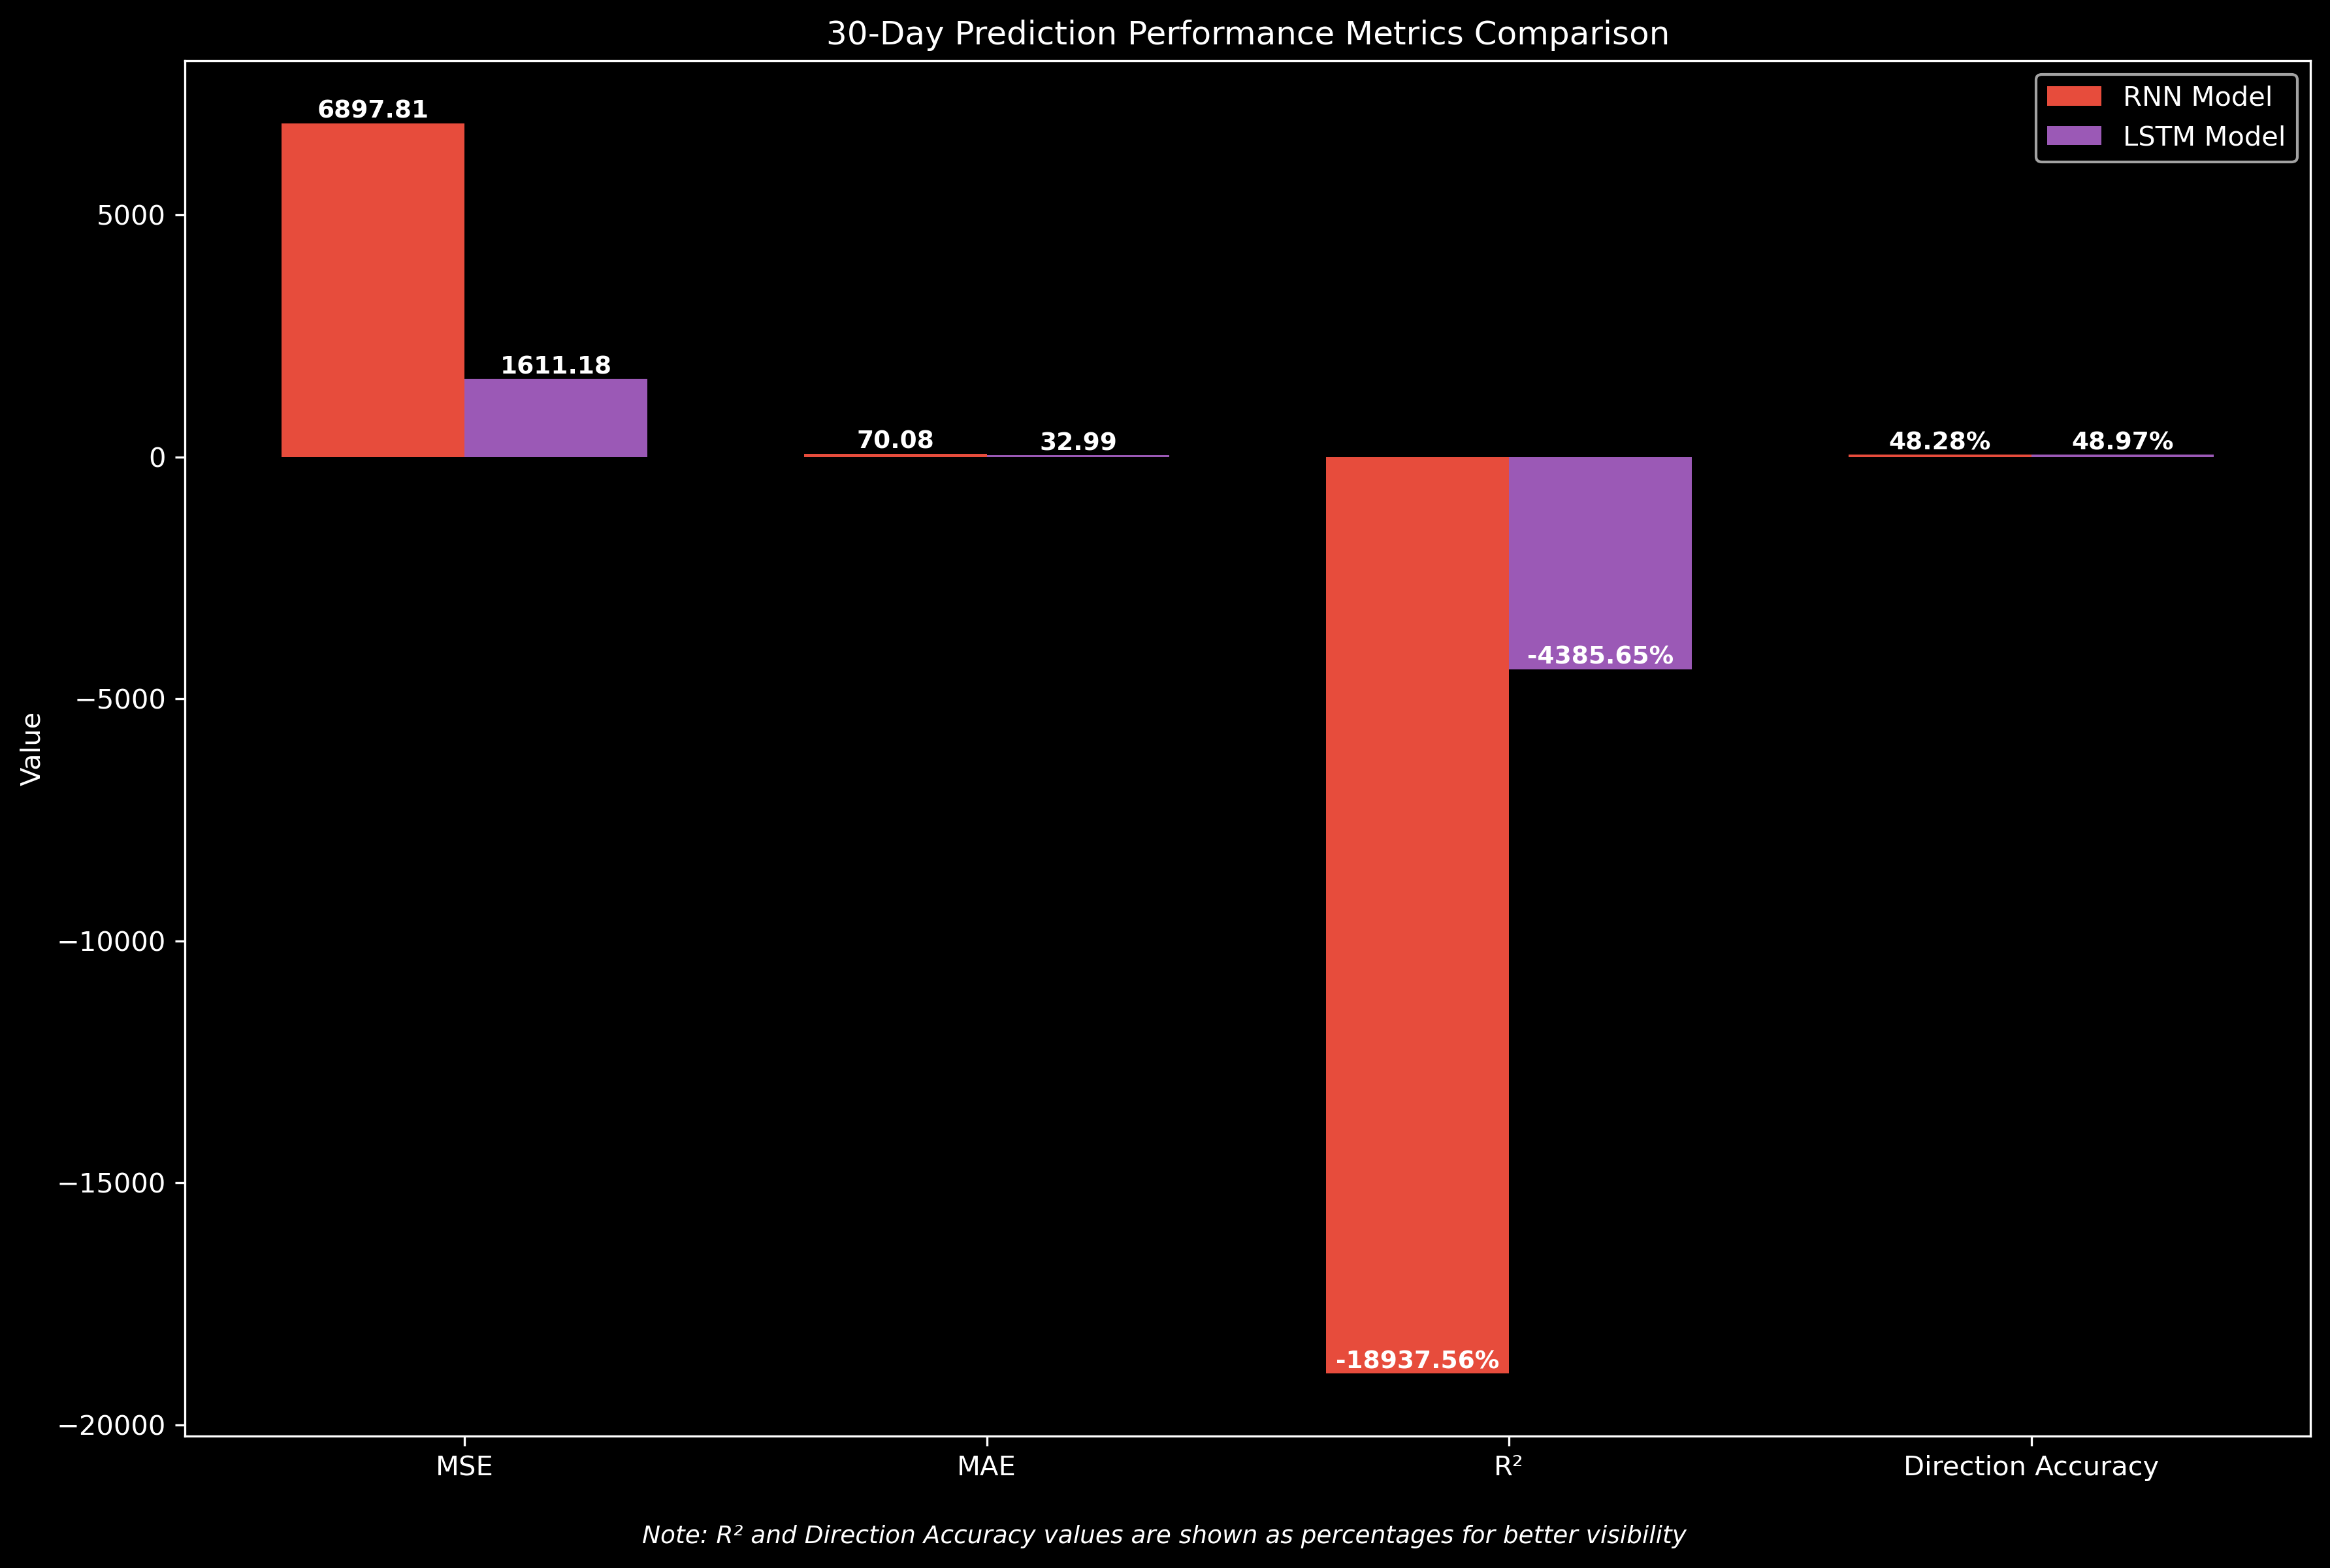 30-Day Prediction Performance Metrics Comparison
RNN Model
LSTM Model
6897.81
1611.18
70.08
32.99
-18937.56%
-4385.65%
48.28%
48.97%
Value
5000
0
−5000
−10000
−15000
−20000
MSE
MAE
R²
Direction Accuracy
Note: R² and Direction Accuracy values are shown as percentages for better visibility